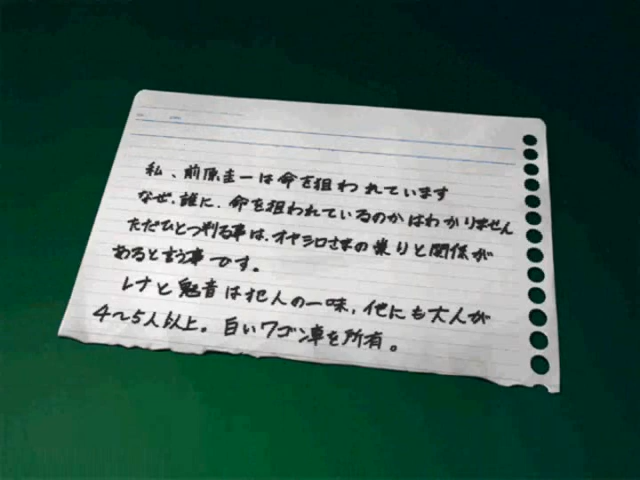 私、前原圭一は命を狙われています
なぜ、誰に、命を狙われているのかはわかりません
ただひとつ判る事は、オヤシロさまの祟りと関係が
あると言う事です。
レナと魅音は犯人の一味。他にも大人が
4〜5人以上。白いワゴン車を所有。